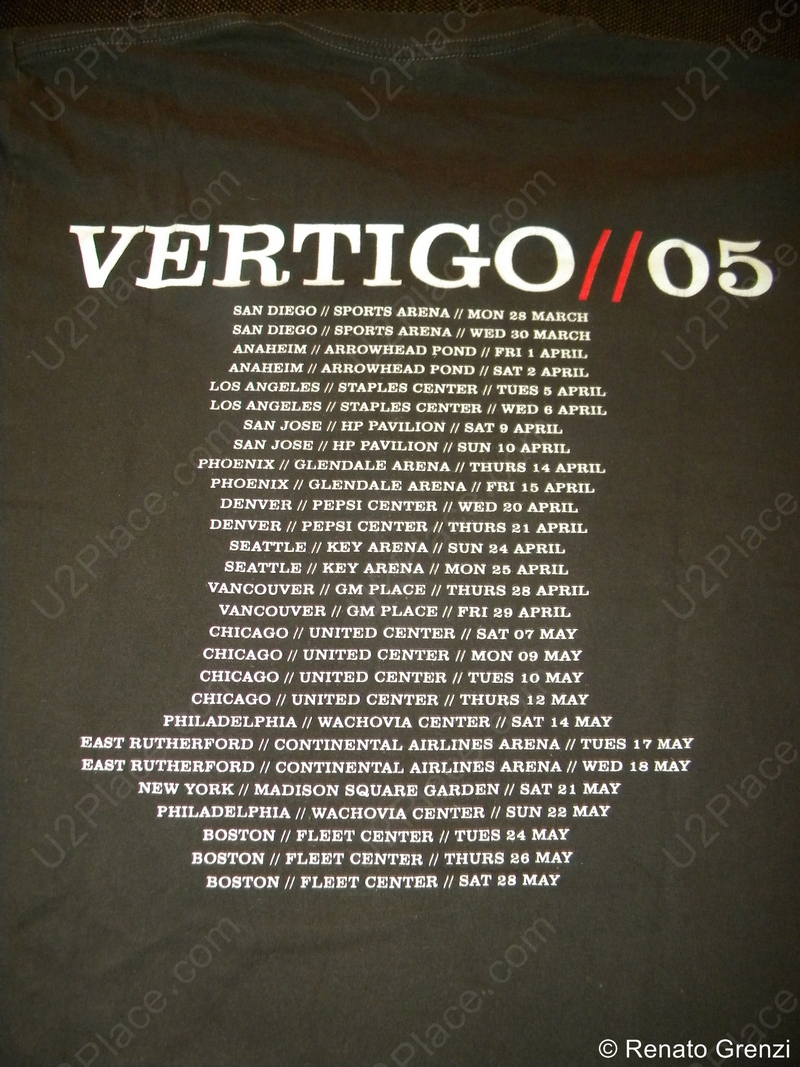 VERTIGO//05
SAN DIEGO // SPORTS ARENA // MON 28 MARCH
SAN DIEGO // SPORTS ARENA // WED 30 MARCH
ANAHEIM // ARROWHEAD POND // FRI 1 APRIL
ANAHEIM // ARROWHEAD POND // SAT 2 APRIL
LOS ANGELES // STAPLES CENTER // TUES 5 APRIL
LOS ANGELES // STAPLES CENTER // WED 6 APRIL
SAN JOSE // HP PAVILION // SAT 9 APRIL
SAN JOSE // HP PAVILION // SUN 10 APRIL
PHOENIX // GLENDALE ARENA // THURS 14 APRIL
PHOENIX // GLENDALE ARENA // FRI 15 APRIL
DENVER // PEPSI CENTER // WED 20 APRIL
DENVER // PEPSI CENTER // THURS 21 APRIL
SEATTLE // KEY ARENA // SUN 24 APRIL
SEATTLE // KEY ARENA // MON 25 APRIL
VANCOUVER // GM PLACE // THURS 28 APRIL
VANCOUVER // GM PLACE // FRI 29 APRIL
CHICAGO // UNITED CENTER // SAT 07 MAY
CHICAGO // UNITED CENTER // MON 09 MAY
CHICAGO // UNITED CENTER // TUES 10 MAY
CHICAGO // UNITED CENTER // THURS 12 MAY
PHILADELPHIA // WACHOVIA CENTER // SAT 14 MAY
EAST RUTHERFORD // CONTINENTAL AIRLINES ARENA // TUES 17 MAY
EAST RUTHERFORD // CONTINENTAL AIRLINES ARENA // WED 18 MAY
NEW YORK // MADISON SQUARE GARDEN // SAT 21 MAY
PHILADELPHIA // WACHOVIA CENTER // SUN 22 MAY
BOSTON // FLEET CENTER // TUES 24 MAY
BOSTON // FLEET CENTER // THURS 26 MAY
BOSTON // FLEET CENTER // SAT 28 MAY
U2Place.com
© Renato Grenzi